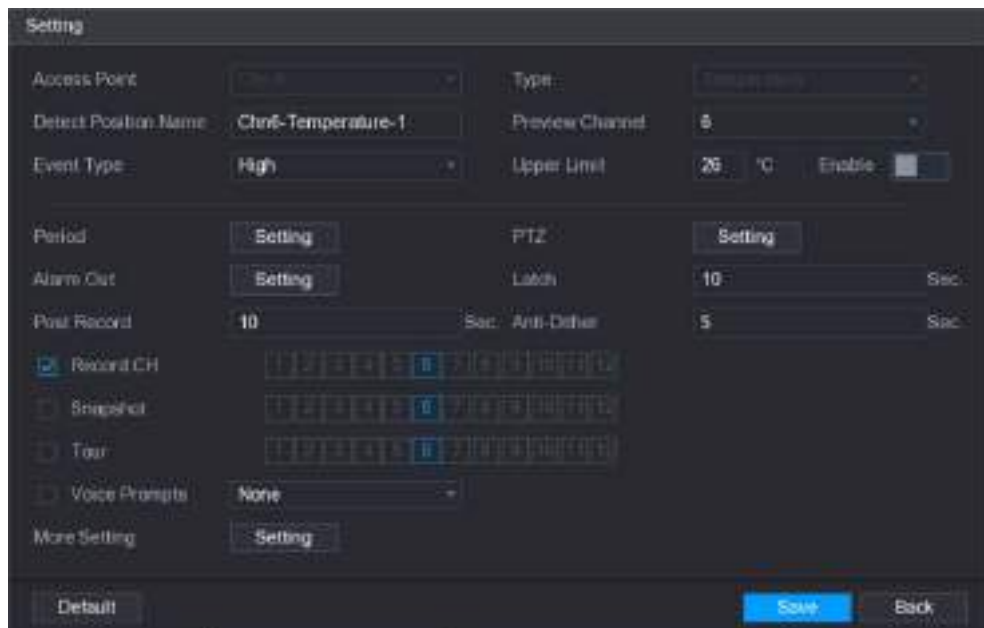 Setting
Access Point Type
Detect Position Name Chn6-Temperature-1 Preview Channel 6
Event Type High Upper Limit 26 °C Enable
Period Setting PTZ Setting
Alarm Out Setting Latch 10 Sec.
Post Record 10 Sec. Anti-Dither 5 Sec.
Record CH 1 2 3 4 5 6 7 8 9 10 11 12
Snapshot 1 2 3 4 5 6 7 8 9 10 11 12
Tour 1 2 3 4 5 6 7 8 9 10 11 12
Voice Prompts None
More Setting Setting
Default Save Back